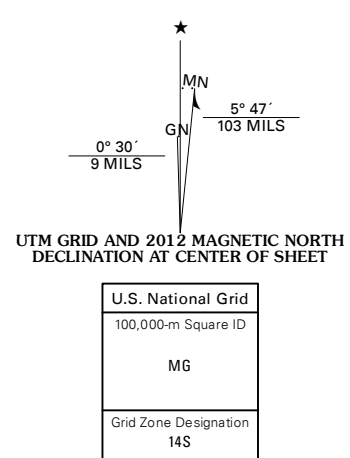 ★
MN
5° 47´
103 MILS
GN
0° 30´
9 MILS
UTM GRID AND 2012 MAGNETIC NORTH
DECLINATION AT CENTER OF SHEET
U.S. National Grid
100,000-m Square ID
MG
Grid Zone Designation
14S